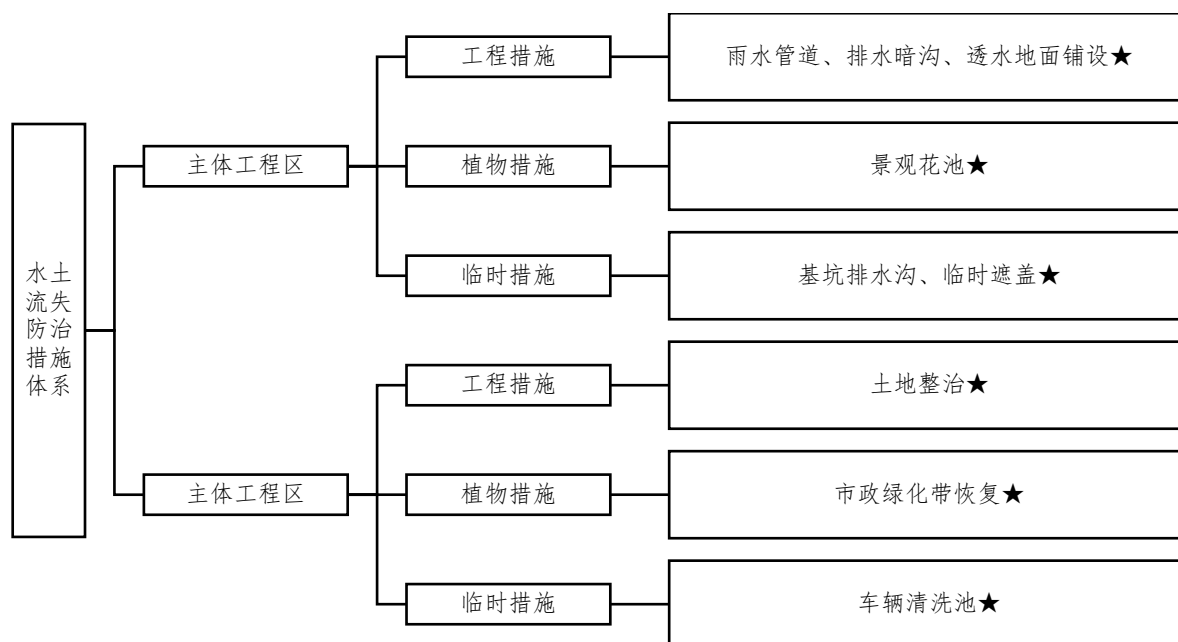 水土
流失
防治
措施
体系
主体工程区
工程措施
雨水管道、排水暗沟、透水地面铺设★
植物措施
景观花池★
临时措施
基坑排水沟、临时遮盖★
主体工程区
工程措施
土地整治★
植物措施
市政绿化带恢复★
临时措施
车辆清洗池★